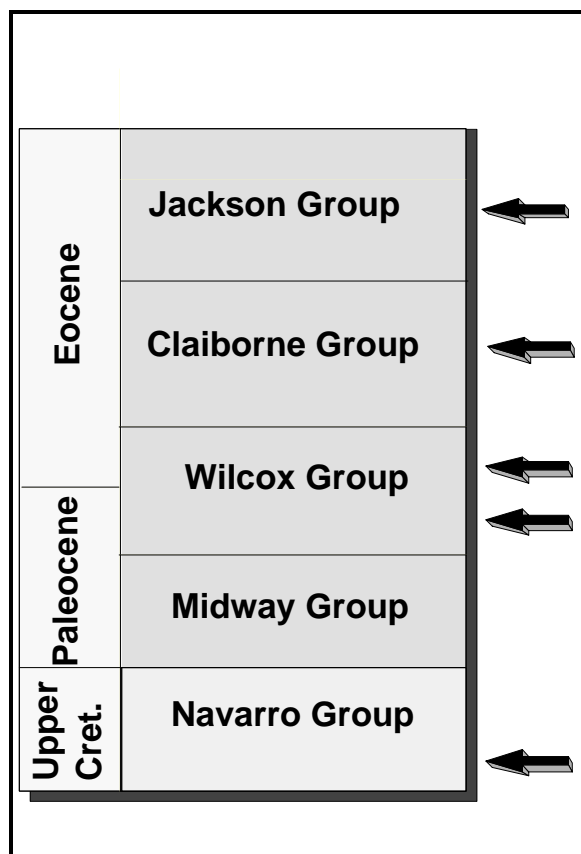 Eocene
Jackson Group
Claiborne Group
Wilcox Group
Paleocene
Midway Group
Upper
Cret.
Navarro Group